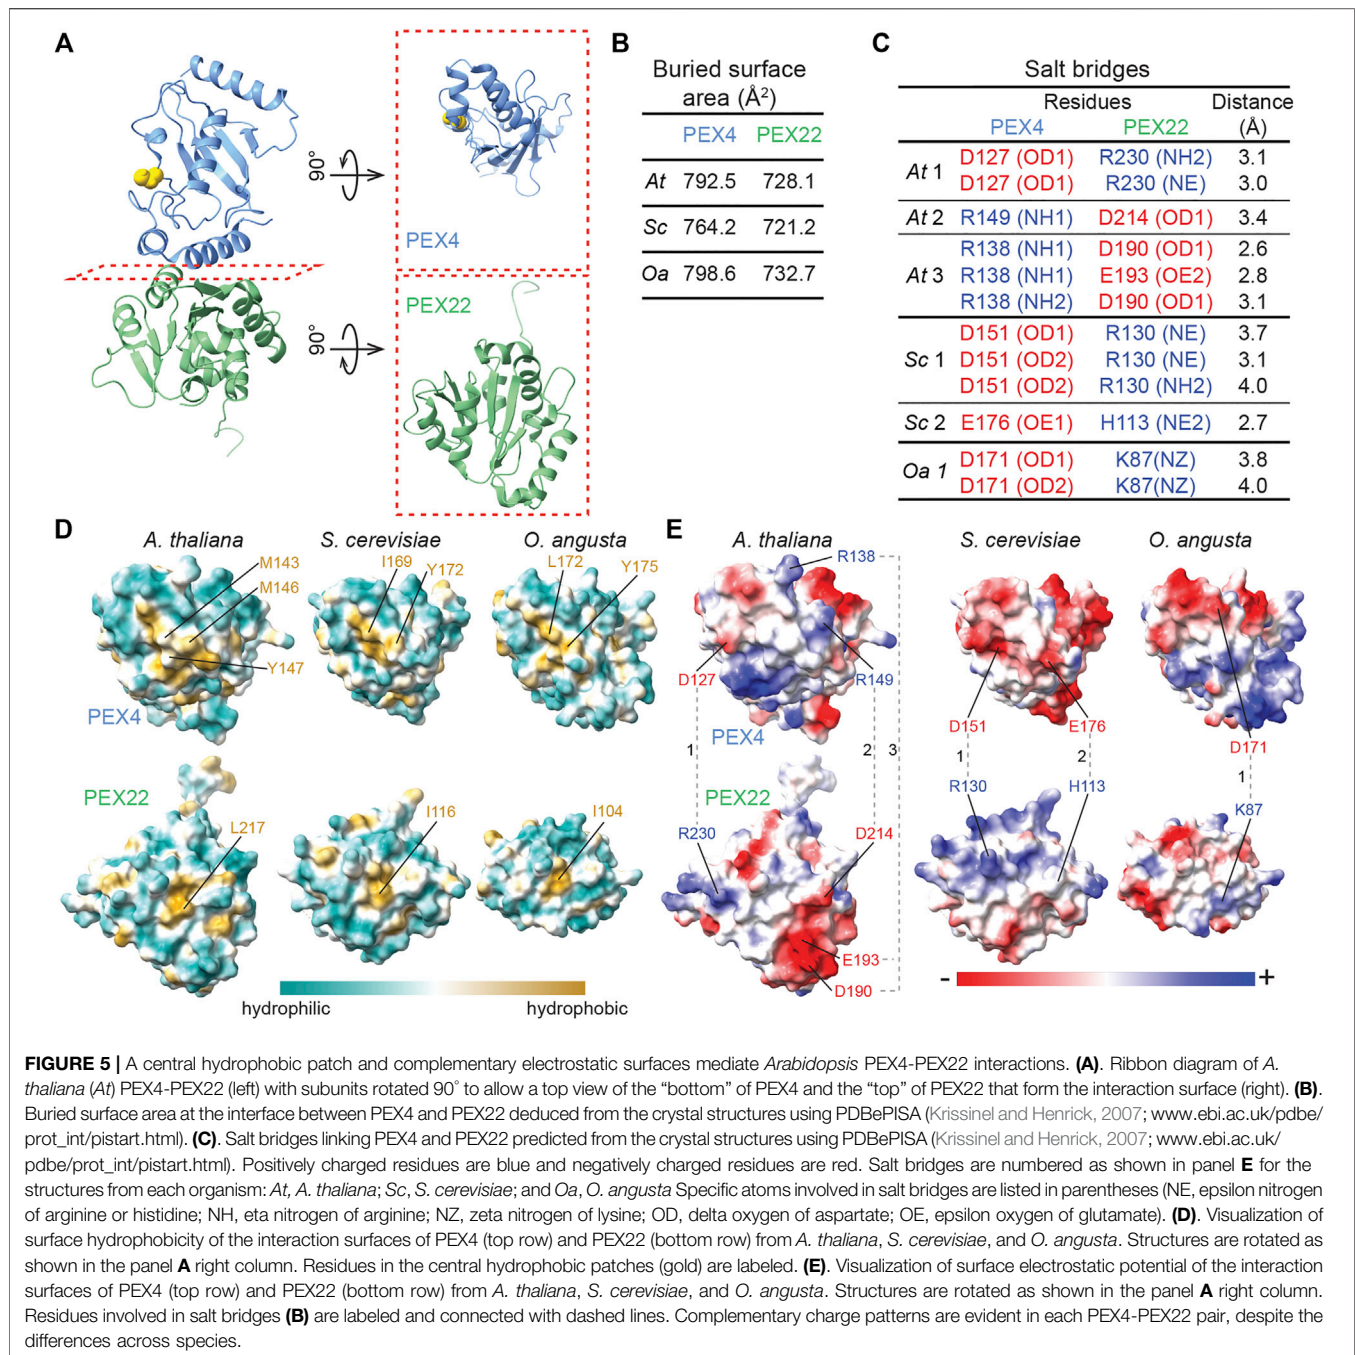 A
90°
PEX4
90°
PEX22
B
Buried surface
area (Å²)
PEX4 PEX22
At 792.5 728.1
Sc 764.2 721.2
Oa 798.6 732.7
C
Salt bridges
Residues Distance
PEX4 PEX22 (Å)
At 1 D127 (OD1) R230 (NH2) 3.1
D127 (OD1) R230 (NE) 3.0
At 2 R149 (NH1) D214 (OD1) 3.4
R138 (NH1) D190 (OD1) 2.6
At 3 R138 (NH1) E193 (OE2) 2.8
R138 (NH2) D190 (OD1) 3.1
D151 (OD1) R130 (NE) 3.7
Sc 1 D151 (OD2) R130 (NE) 3.1
D151 (OD2) R130 (NH2) 4.0
Sc 2 E176 (OE1) H113 (NE2) 2.7
Oa 1 D171 (OD1) K87(NZ) 3.8
D171 (OD2) K87(NZ) 4.0
D
A. thaliana S. cerevisiae O. angusta
M143
M146
Y147
I169
Y172
L172
Y175
PEX4
PEX22
L217
I116
I104
hydrophilic hydrophobic
E
A. thaliana S. cerevisiae O. angusta
R138
D127
R149
PEX4
1 2 3
PEX22
R230
D214
E193
D190
D151
E176
1 2
R130
H113
D171
1
K87
- +
FIGURE 5 | A central hydrophobic patch and complementary electrostatic surfaces mediate Arabidopsis PEX4-PEX22 interactions. (A). Ribbon diagram of A.
thaliana (At) PEX4-PEX22 (left) with subunits rotated 90° to allow a top view of the “bottom” of PEX4 and the “top” of PEX22 that form the interaction surface (right). (B).
Buried surface area at the interface between PEX4 and PEX22 deduced from the crystal structures using PDBePISA (Krissinel and Henrick, 2007; www.ebi.ac.uk/pdbe/
prot_int/pistart.html). (C). Salt bridges linking PEX4 and PEX22 predicted from the crystal structures using PDBePISA (Krissinel and Henrick, 2007; www.ebi.ac.uk/
pdbe/prot_int/pistart.html). Positively charged residues are blue and negatively charged residues are red. Salt bridges are numbered as shown in panel E for the
structures from each organism: At, A. thaliana; Sc, S. cerevisiae; and Oa, O. angusta Specific atoms involved in salt bridges are listed in parentheses (NE, epsilon nitrogen
of arginine or histidine; NH, eta nitrogen of arginine; NZ, zeta nitrogen of lysine; OD, delta oxygen of aspartate; OE, epsilon oxygen of glutamate). (D). Visualization of
surface hydrophobicity of the interaction surfaces of PEX4 (top row) and PEX22 (bottom row) from A. thaliana, S. cerevisiae, and O. angusta. Structures are rotated as
shown in the panel A right column. Residues in the central hydrophobic patches (gold) are labeled. (E). Visualization of surface electrostatic potential of the interaction
surfaces of PEX4 (top row) and PEX22 (bottom row) from A. thaliana, S. cerevisiae, and O. angusta. Structures are rotated as shown in the panel A right column.
Residues involved in salt bridges (B) are labeled and connected with dashed lines. Complementary charge patterns are evident in each PEX4-PEX22 pair, despite the
differences across species.